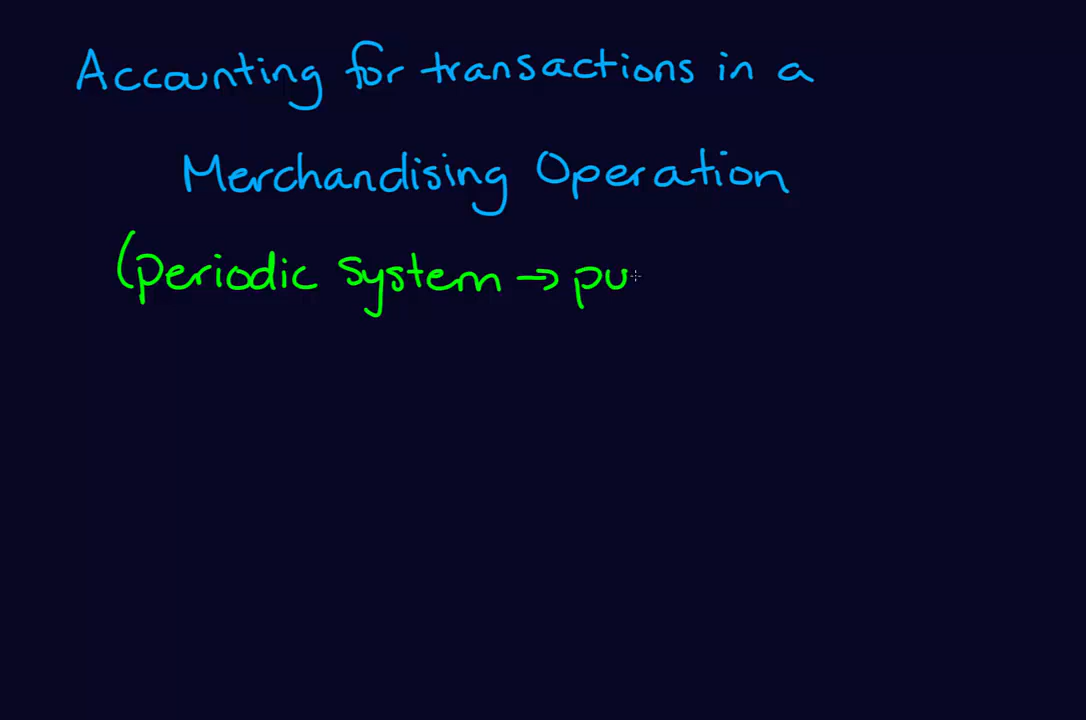 Accounting for transactions in a
Merchandising Operation
(periodic system → pu